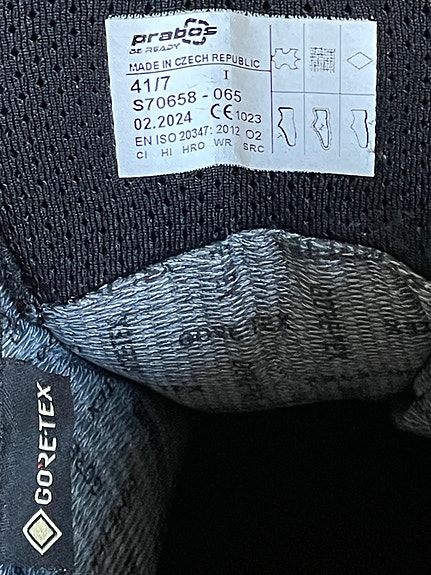 prabos
BE READY
MADE IN CZECH REPUBLIC
41/7 I
S70658 - 065
02.2024 CE 1023
EN ISO 20347: 2012 O2
CI HI HRO WR SRC
GORE-TEX
GORE-TEX